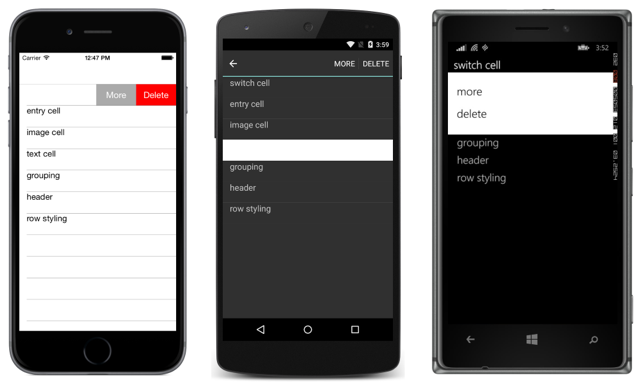 Carrier 12:47 PM
More Delete
entry cell
image cell
text cell
grouping
header
row styling
3:59
MORE DELETE
switch cell
entry cell
image cell
grouping
header
row styling
3:52
switch cell
more
delete
grouping
header
row styling